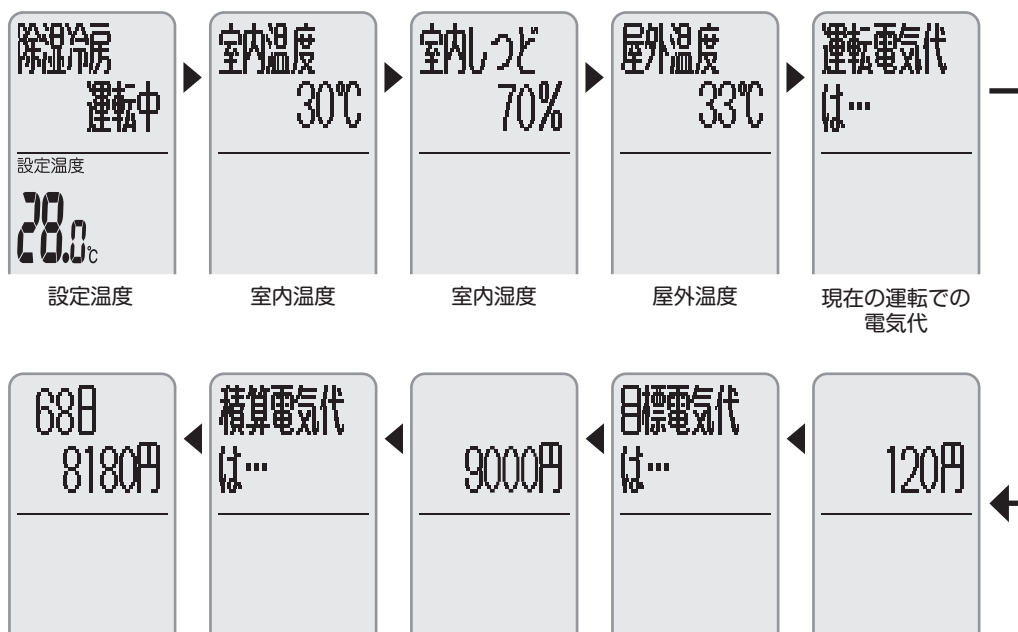 除湿冷房
運転中
設定温度
28.0℃
設定温度
室内温度
30℃
室内温度
室内しつど
70%
室内湿度
屋外温度
33℃
屋外温度
運転電気代
は…
現在の運転での
電気代
120円
目標電気代
は…
9000円
積算電気代
は…
68日
8180円